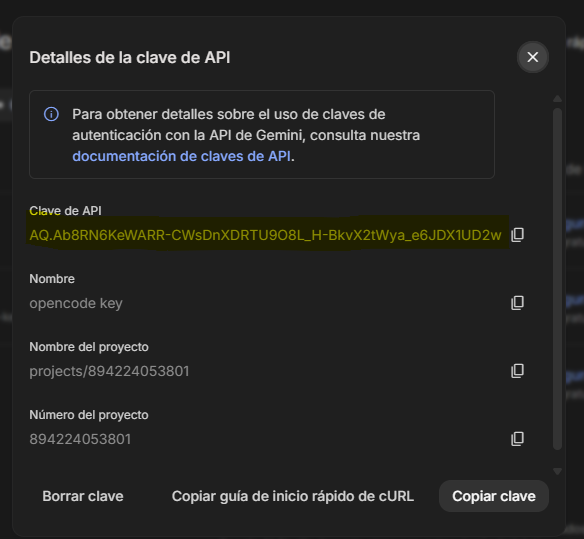 Detalles de la clave de API
Para obtener detalles sobre el uso de claves de
autenticación con la API de Gemini, consulta nuestra
documentación de claves de API.
Clave de API
AQ.Ab8RN6KeWARR-CWsDnXDRTU9O8L_H-BkvX2tWya_e6JDX1UD2w
Nombre
opencode key
Nombre del proyecto
projects/894224053801
Número del proyecto
894224053801
Borrar clave
Copiar guía de inicio rápido de cURL
Copiar clave